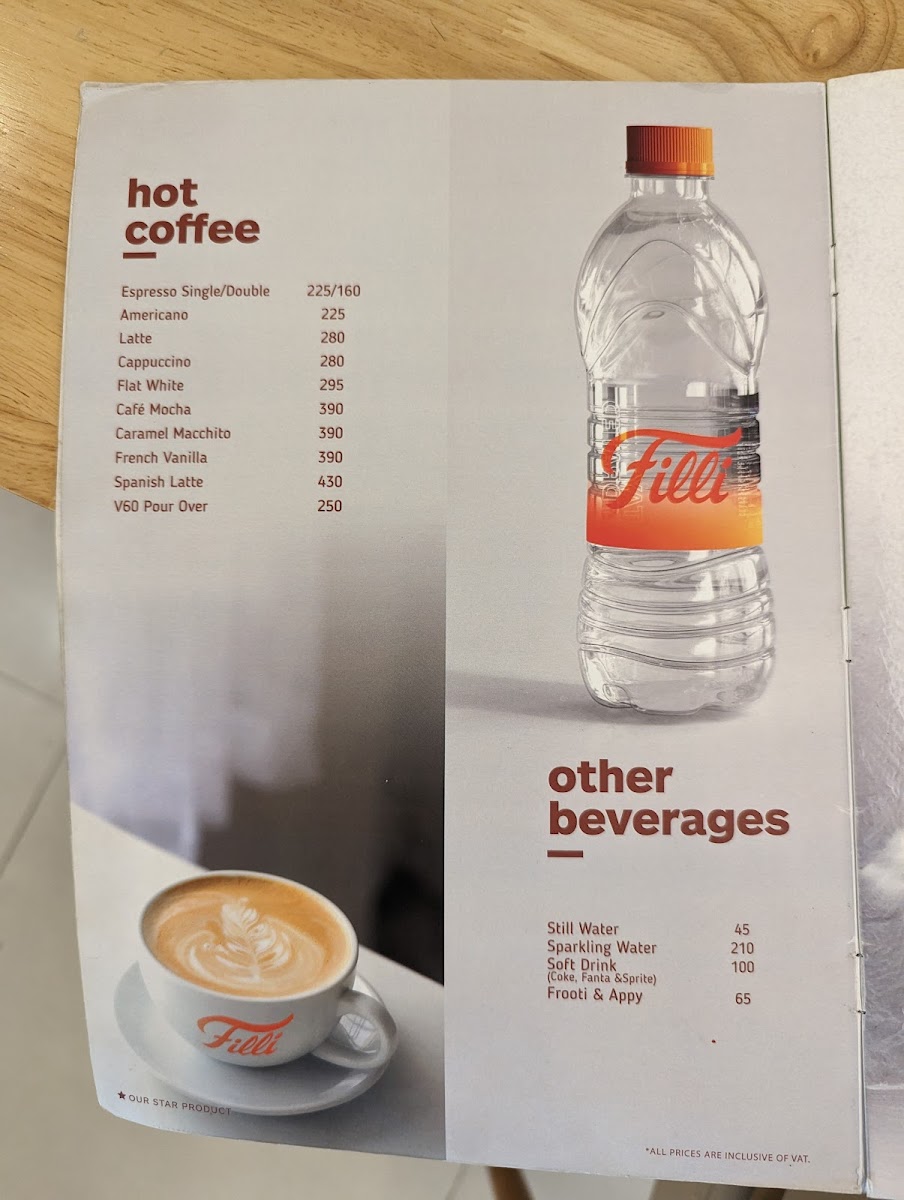 hot
coffee
Espresso Single/Double 225/160
Americano 225
Latte 280
Cappuccino 280
Flat White 295
Café Mocha 390
Caramel Macchito 390
French Vanilla 390
Spanish Latte 430
V60 Pour Over 250
Filli
★ OUR STAR PRODUCT
Filli
other
beverages
Still Water 45
Sparkling Water 210
Soft Drink 100
(Coke, Fanta &Sprite)
Frooti & Appy 65
*ALL PRICES ARE INCLUSIVE OF VAT.